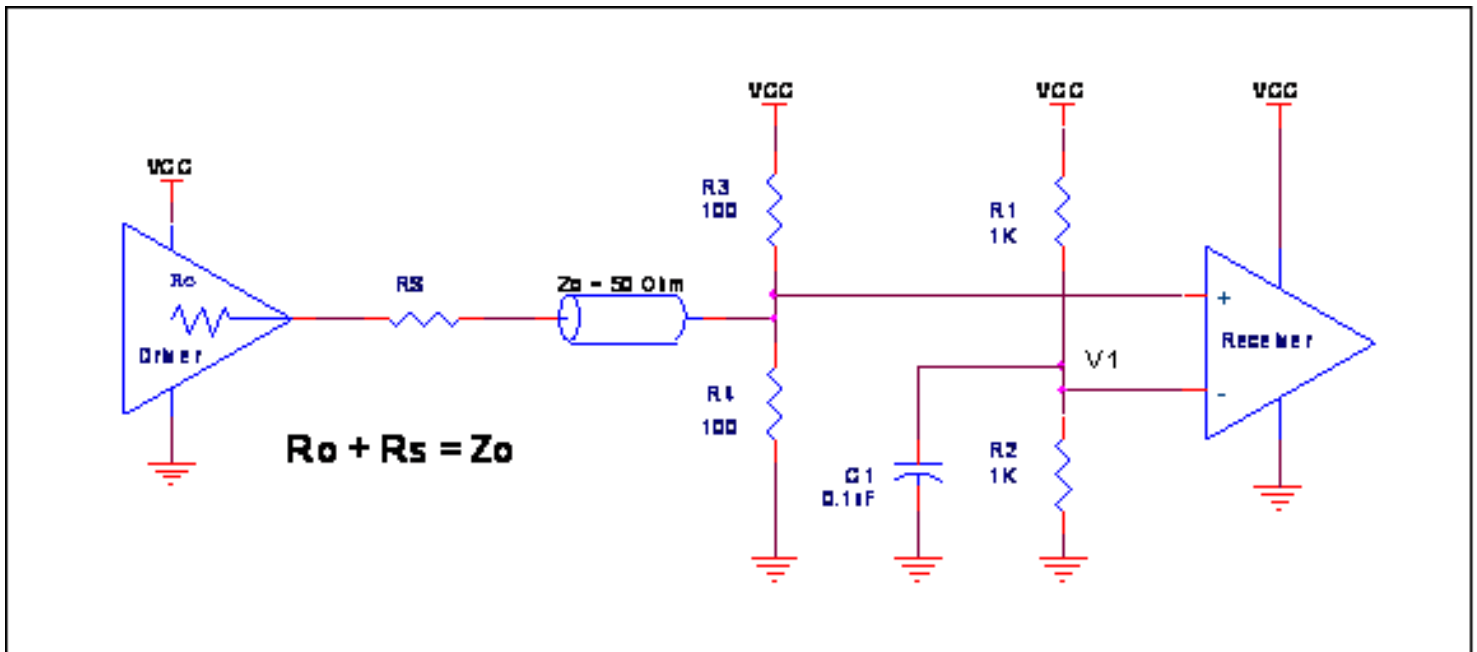 VCC
VCC
VCC
VCC
R3
100
R1
1K
Ro
RS
Zo = 50 Ohm
+
Driver
Receiver
V1
-
R4
100
Ro + Rs = Zo
R2
1K
C1